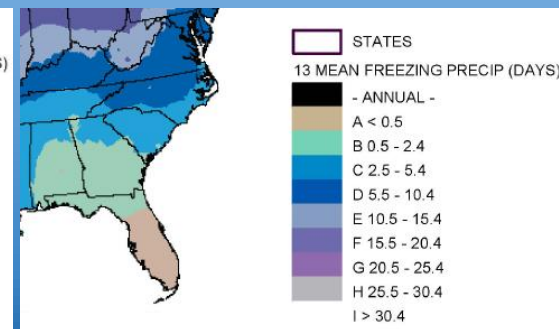 S)
STATES
13 MEAN FREEZING PRECIP (DAYS)
- ANNUAL -
A < 0.5
B 0.5 - 2.4
C 2.5 - 5.4
D 5.5 - 10.4
E 10.5 - 15.4
F 15.5 - 20.4
G 20.5 - 25.4
H 25.5 - 30.4
I > 30.4